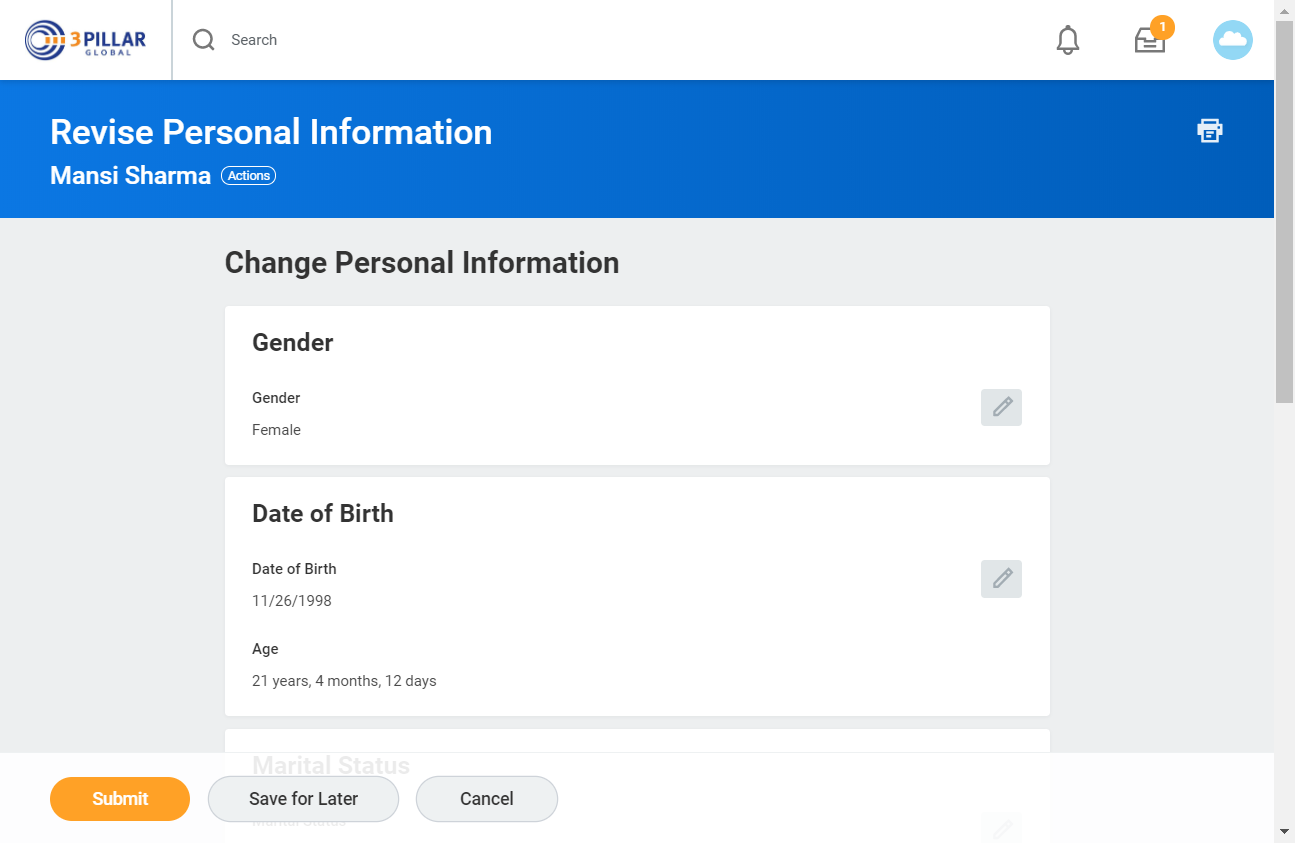 3PILLAR
GLOBAL
Search
1
Revise Personal Information
Mansi Sharma Actions
Change Personal Information
Gender
Gender
Female
Date of Birth
Date of Birth
11/26/1998
Age
21 years, 4 months, 12 days
Marital Status
Marital Status
Submit
Save for Later
Cancel